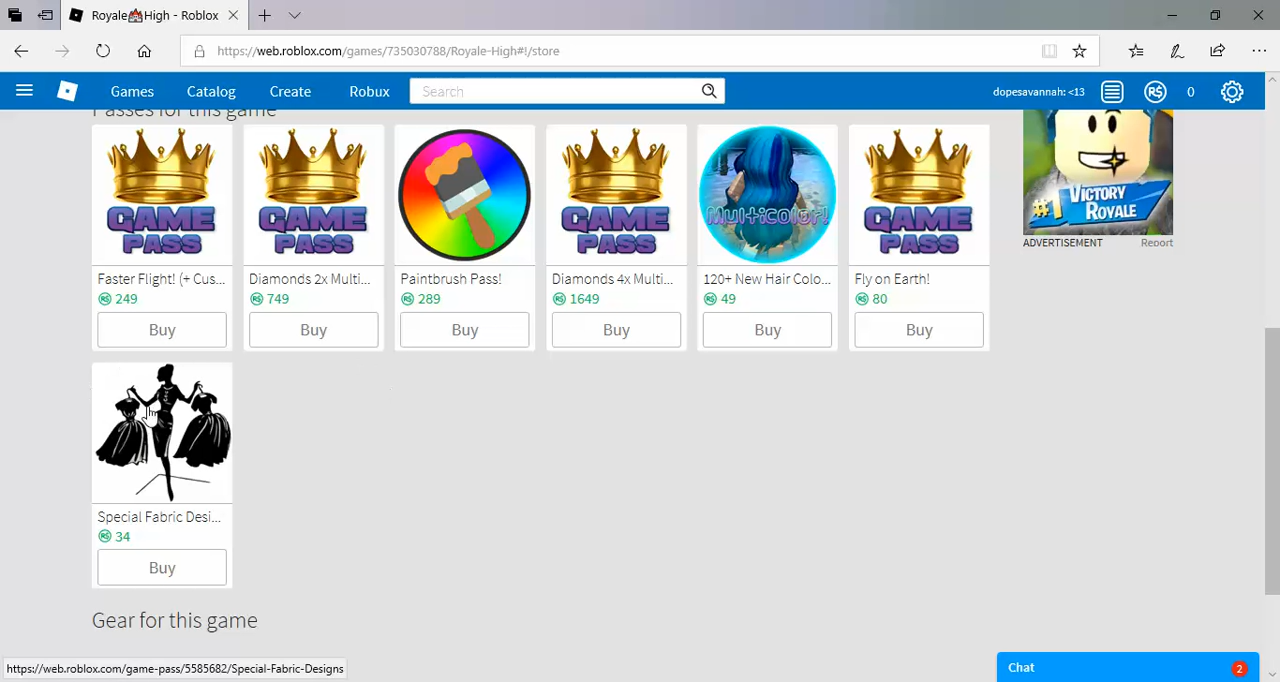 Royale High - Roblox
https://web.roblox.com/games/735030788/Royale-High#!/store
Games Catalog Create Robux Search dopesavannah: <13 0
Passes for this game
GAME PASS
GAME PASS
GAME PASS
Multicolor!
GAME PASS
#1 VICTORY ROYALE
ADVERTISEMENT Report
Faster Flight! (+ Cus... Diamonds 2x Multi... Paintbrush Pass! Diamonds 4x Multi... 120+ New Hair Colo... Fly on Earth!
R$ 249 R$ 749 R$ 289 R$ 1649 R$ 49 R$ 80
Buy Buy Buy Buy Buy Buy
Special Fabric Desi...
R$ 34
Buy
Gear for this game
https://web.roblox.com/game-pass/5585682/Special-Fabric-Designs
Chat 2